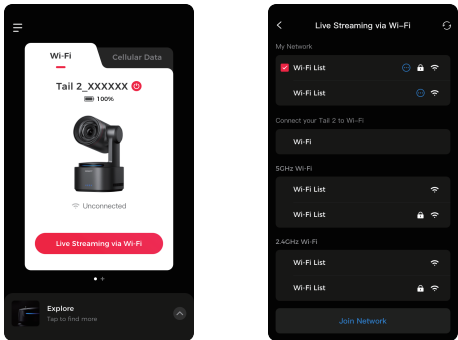 Wi-Fi
Cellular Data
Tail 2_XXXXXX
100%
Unconnected
Live Streaming via Wi-Fi
Explore
Tap to find more
Live Streaming via Wi-Fi
My Network
Wi-Fi List
Wi-Fi List
Connect your Tail 2 to Wi-Fi
Wi-Fi
5GHz Wi-Fi
Wi-Fi List
Wi-Fi List
2.4GHz Wi-Fi
Wi-Fi List
Wi-Fi List
Join Network